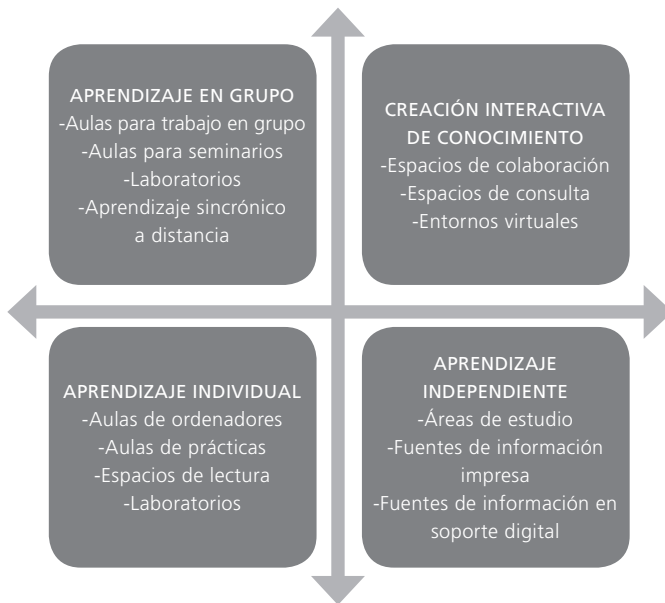 APRENDIZAJE EN GRUPO
-Aulas para trabajo en grupo
-Aulas para seminarios
-Laboratorios
-Aprendizaje sincrónico
a distancia
CREACIÓN INTERACTIVA
DE CONOCIMIENTO
-Espacios de colaboración
-Espacios de consulta
-Entornos virtuales
APRENDIZAJE INDIVIDUAL
-Aulas de ordenadores
-Aulas de prácticas
-Espacios de lectura
-Laboratorios
APRENDIZAJE
INDEPENDIENTE
-Áreas de estudio
-Fuentes de información
impresa
-Fuentes de información en
soporte digital